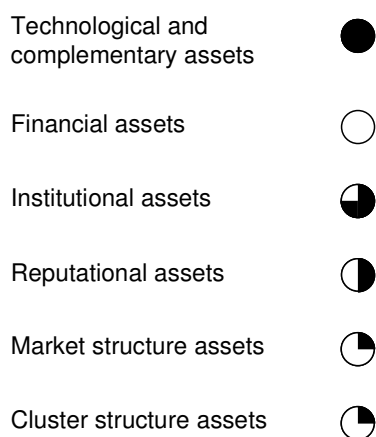 Technological and
complementary assets
Financial assets
Institutional assets
Reputational assets
Market structure assets
Cluster structure assets